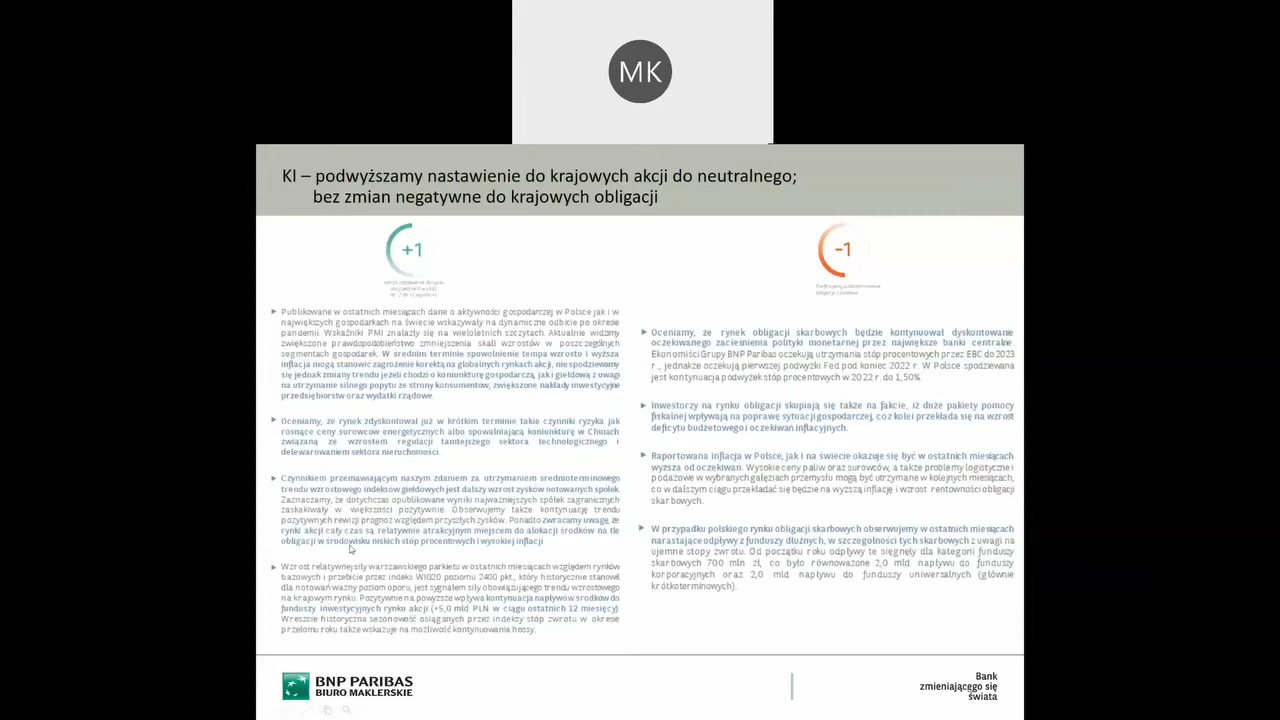 MK
KI – podwyższamy nastawienie do krajowych akcji do neutralnego;
bez zmian negatywne do krajowych obligacji
+1
-1
Publikowane w ostatnich miesiącach dane o aktywności gospodarczej w Polsce jak i w
największych gospodarkach na świecie wskazywały na dynamiczne odbicie po okresie
pandemii. Wskaźniki PMI znalazły się na wieloletnich szczytach. Aktualnie widzimy
zwiększone prawdopodobieństwo zmniejszenia skali wzrostów w poszczególnych
segmentach gospodarek. W średnim terminie spowolnienie tempa wzrostu i wyższa
inflacja mogą stanowić zagrożenie korektą na globalnych rynkach akcji, nie spodziewamy
się jednak zmiany trendu jeżeli chodzi o koniunkturę gospodarczą, jak i giełdową z uwagi
na utrzymanie silnego popytu ze strony konsumentów, zwiększone nakłady inwestycyjne
przedsiębiorstw oraz wydatki rządowe.
Oceniamy, że rynek zdyskontował już w krótkim terminie takie czynniki ryzyka jak
rosnące ceny surowców energetycznych albo spowalniającą koniunkturę w Chinach
związaną ze wzrostem regulacji tamtejszego sektora technologicznego i
delewarowaniem sektora nieruchomości.
Czynnikiem przemawiającym naszym zdaniem za utrzymaniem średnioterminowego
trendu wzrostowego indeksów giełdowych jest dalszy wzrost zysków notowanych spółek.
Zaznaczamy, że dotychczas opublikowane wyniki najważniejszych spółek zagranicznych
zaskakiwały w większości pozytywnie. Obserwujemy także kontynuację trendu
pozytywnych rewizji prognoz względem przyszłych zysków. Ponadto zwracamy uwagę, że
rynki akcji cały czas są relatywnie atrakcyjnym miejscem do alokacji środków na tle
obligacji w środowisku niskich stóp procentowych i wysokiej inflacji
Wzrost relatywnej siły warszawskiego parkietu w ostatnich miesiącach względem rynków
bazowych i przebicie przez indeks WIG20 poziomu 2400 pkt., który historycznie stanowił
dla notowań ważny poziom oporu, jest sygnałem siły obowiązującego trendu wzrostowego
na krajowym rynku. Pozytywnie na powyższe wpływa kontynuacja napływów środków do
funduszy inwestycyjnych rynku akcji (+5,0 mld PLN w ciągu ostatnich 12 miesięcy).
Wreszcie historyczna sezonowość osiąganych przez indeksy stóp zwrotu w okresie
przełomu roku także wskazuje na możliwość kontynuowania hossy.
Oceniamy, że rynek obligacji skarbowych będzie kontynuował dyskontowanie
oczekiwanego zacieśnienia polityki monetarnej przez największe banki centralne.
Ekonomiści Grupy BNP Paribas oczekują utrzymania stóp procentowych przez EBC do 2023
r., jednakże oczekują pierwszej podwyżki Fed pod koniec 2022 r. W Polsce spodziewana
jest kontynuacja podwyżek stóp procentowych w 2022 r. do 1,50%.
Inwestorzy na rynku obligacji skupiają się także na fakcie, iż duże pakiety pomocy
fiskalnej wpływają na poprawę sytuacji gospodarczej, co z kolei przekłada się na wzrost
deficytu budżetowego i oczekiwań inflacyjnych.
Raportowana inflacja w Polsce, jak i na świecie okazuje się być w ostatnich miesiącach
wyższa od oczekiwań. Wysokie ceny paliw oraz surowców, a także problemy logistyczne i
podażowe w wybranych gałęziach przemysłu mogą być utrzymane w kolejnych miesiącach,
co w dalszym ciągu przekładać się będzie na wyższą inflację i wzrost rentowności obligacji
skarbowych.
W przypadku polskiego rynku obligacji skarbowych obserwujemy w ostatnich miesiącach
narastające odpływy z funduszy dłużnych, w szczególności tych skarbowych z uwagi na
ujemne stopy zwrotu. Od początku roku odpływy te sięgnęły dla kategorii funduszy
skarbowych 700 mln zł, co było równoważone 2,0 mld napływu do funduszy
korporacyjnych oraz 2,0 mld napływu do funduszy uniwersalnych (głównie
krótkoterminowych).
BNP PARIBAS
BIURO MAKLERSKIE
Bank
zmieniającego się
świata